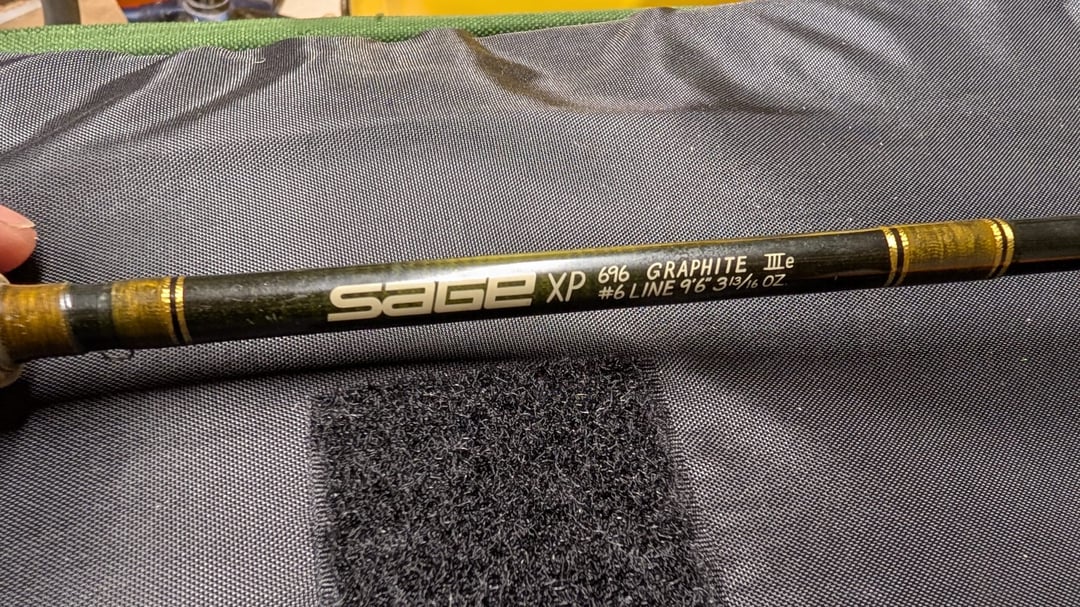 SAGE XP 696 GRAPHITE IIIe
#6 LINE 9'6" 3 13/16 OZ.